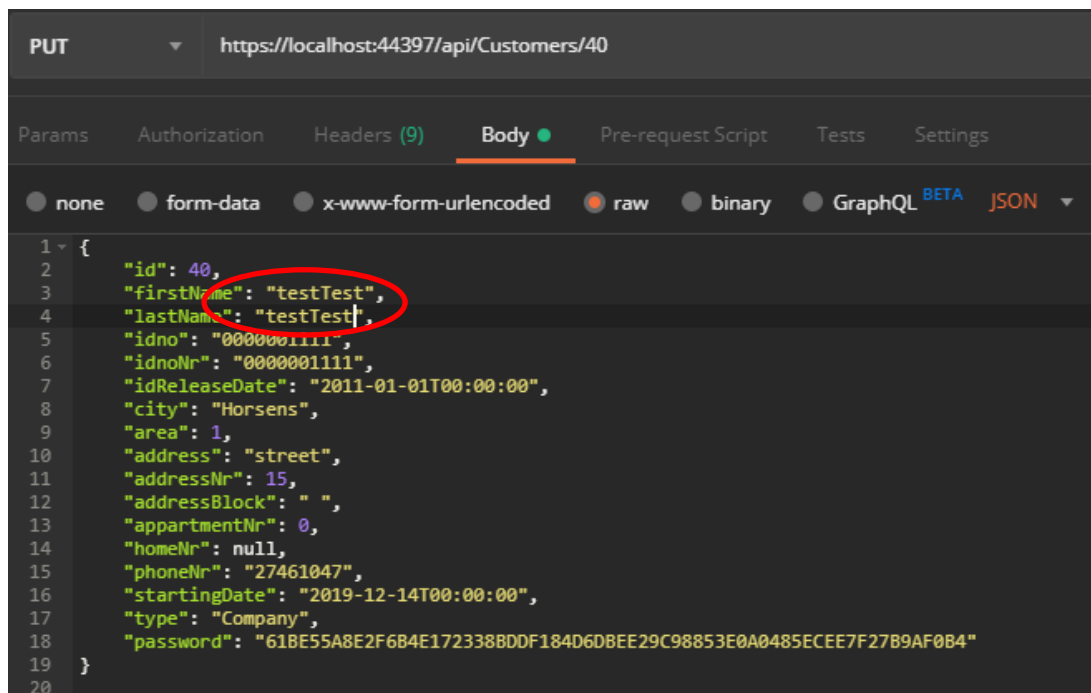 PUT https://localhost:44397/api/Customers/40
Params Authorization Headers (9) Body Pre-request Script Tests Settings
none form-data x-www-form-urlencoded raw binary GraphQL BETA JSON
1 {
2 "id": 40,
3 "firstName": "testTest",
4 "lastName": "testTest",
5 "idno": "0000001111",
6 "idnoNr": "0000001111",
7 "idReleaseDate": "2011-01-01T00:00:00",
8 "city": "Horsens",
9 "area": 1,
10 "address": "street",
11 "addressNr": 15,
12 "addressBlock": " ",
13 "appartmentNr": 0,
14 "homeNr": null,
15 "phoneNr": "27461047",
16 "startingDate": "2019-12-14T00:00:00",
17 "type": "Company",
18 "password": "61BE55A8E2F6B4E172338BDDF184D6DBEE29C98853E0A0485ECEE7F27B9AF0B4"
19 }
20